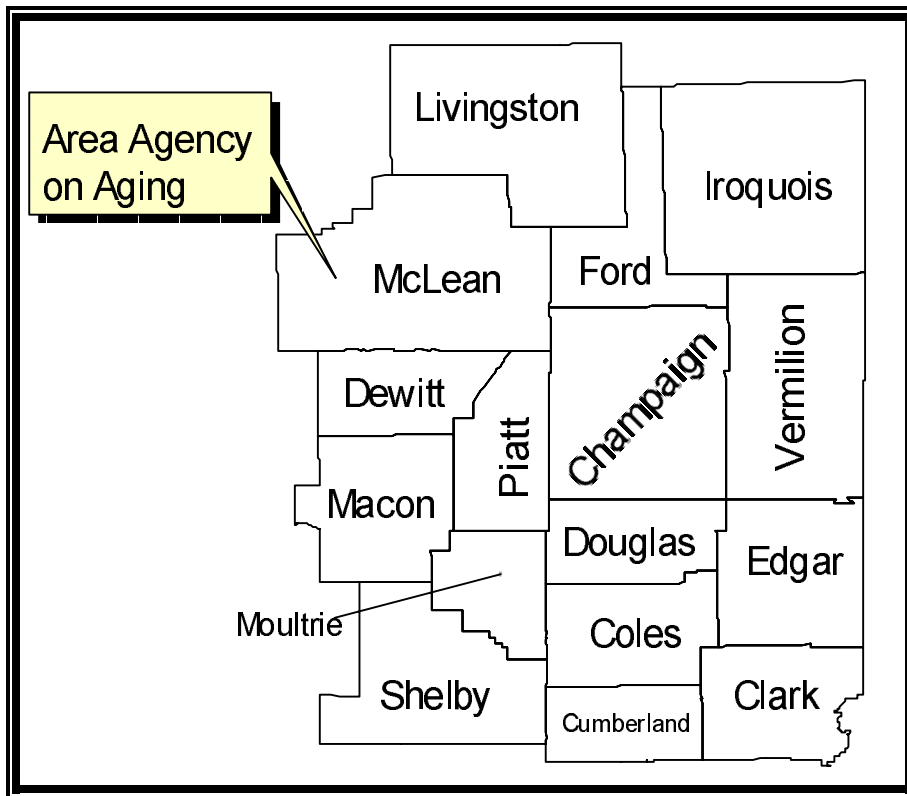 Livingston
Area Agency
on Aging
Iroquois
Ford
McLean
Vermilion
Champaign
Dewitt
Piatt
Macon
Douglas
Edgar
Moultrie
Coles
Shelby
Clark
Cumberland